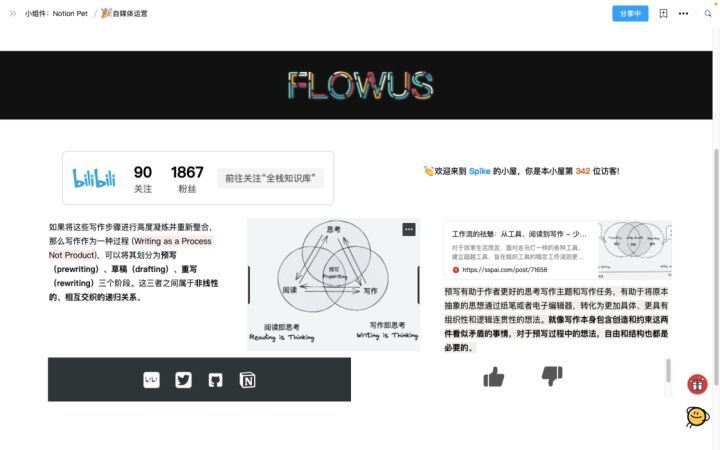 小组件：Notion Pet / 🎉自媒体运营
分享中
FLOWUS
bilibili
90
关注
1867
粉丝
前往关注“全栈知识库”
👏欢迎来到 Spike 的小屋，你是本小屋第 342 位访客!
如果将这些写作步骤进行高度凝练并重新整合，
那么写作作为一种过程 (Writing as a Process
Not Product)，可以将其划分为预写
（prewriting）、草稿（drafting）、重写
（rewriting）三个阶段。这三者之间属于非线性
的、相互交织的递归关系。
思考
预写
Prewriting
阅读
写作
阅读即思考
Reading is Thinking
写作即思考
Writing is Thinking
工作流的祛魅：从工具、阅读到写作 - 少...
对于效率生活而言，面对走马灯一样的各种工具，
建立超越工具、旨在组织工具的稳定工作流则更...
https://sspai.com/post/71658
预写有助于作者更好的思考写作主题和写作任务，有助于将原本
抽象的思想通过纸笔或者电子编辑器，转化为更加具体、更具有
组织性和逻辑连贯性的想法。就像写作本身包含创造和约束这两
件看似矛盾的事情，对于预写过程中的想法，自由和结构也都是
必要的。